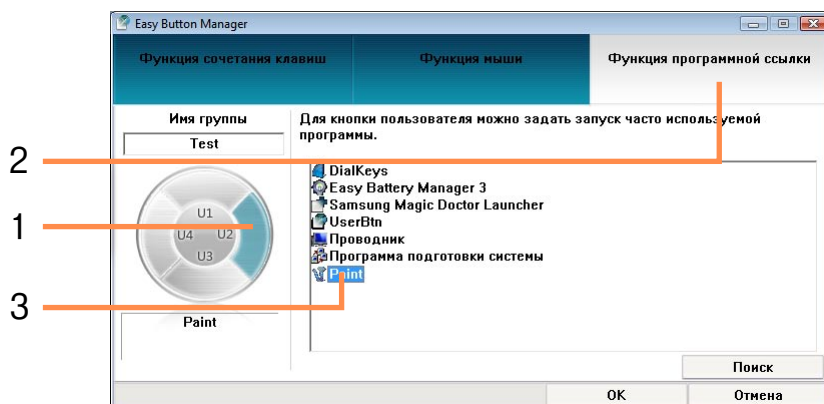 Easy Button Manager
Функция сочетания клавиш
Функция мыши
Функция программной ссылки
Имя группы
Test
Для кнопки пользователя можно задать запуск часто используемой
программы.
2
DialKeys
Easy Battery Manager 3
Samsung Magic Doctor Launcher
UserBtn
Проводник
Программа подготовки системы
Paint
1
U1
U4
U2
U3
3
Paint
Поиск
OK
Отмена